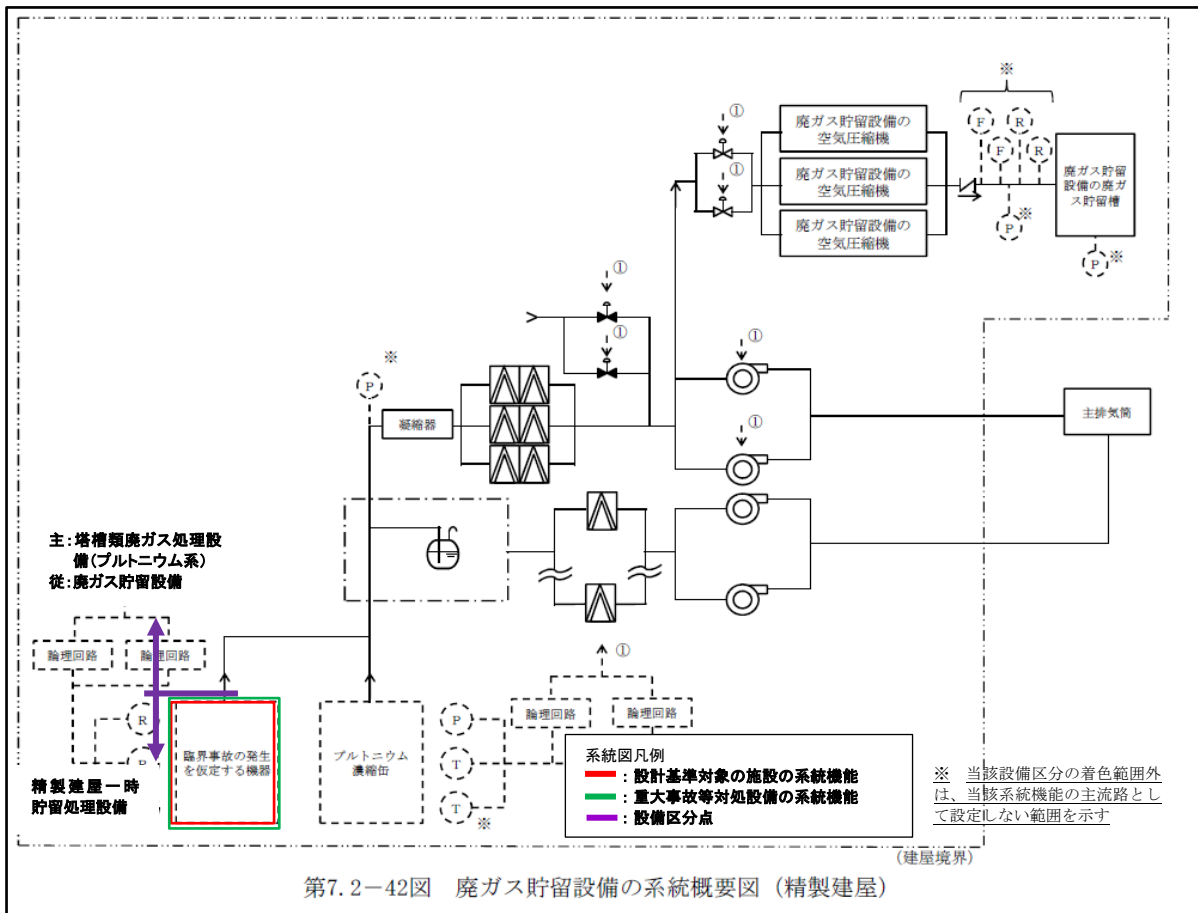 ※
①
F
R
①
F
R
廃ガス貯留設備の
空気圧縮機
廃ガス貯留設備の
空気圧縮機
廃ガス貯留設備の
空気圧縮機
廃ガス貯留
設備の廃ガ
ス貯留槽
P
※
P
※
①
①
①
①
※
P
凝縮器
主排気筒
主:塔槽類廃ガス処理設
備(プルトニウム系)
従:廃ガス貯留設備
論理回路
論理回路
R
臨界事故の発生
を仮定する機器
精製建屋一時
貯留処理設備
プルトニウム
濃縮缶
①
論理回路
論理回路
P
T
T
※
系統図凡例
:設計基準対象の施設の系統機能
:重大事故等対処設備の系統機能
:設備区分点
※ 当該設備区分の着色範囲外
は、当該系統機能の主流路とし
て設定しない範囲を示す
(建屋境界)
第7.2-42図 廃ガス貯留設備の系統概要図(精製建屋)